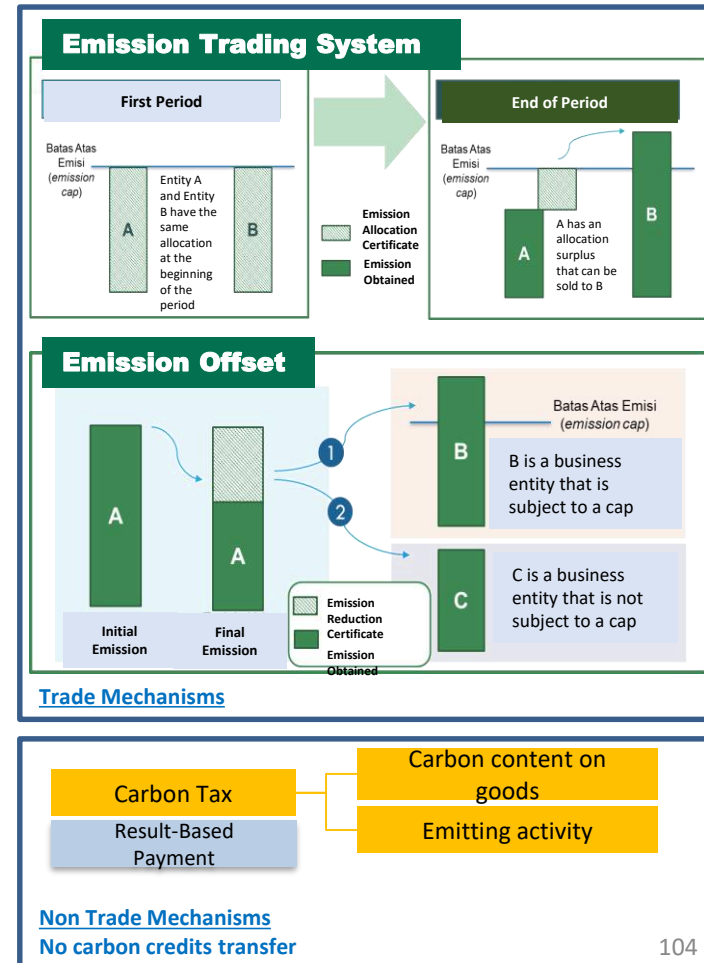 Emission Trading System
First Period
End of Period
Batas Atas
Emisi
(emission
cap)
A
Entity A
and Entity
B have the
same
allocation
at the
beginning
of the
period
B
Emission
Allocation
Certificate
Emission
Obtained
Batas Atas
Emisi
(emission
cap)
A
A has an
allocation
surplus
that can be
sold to B
B
Emission Offset
A
Initial
Emission
A
Final
Emission
1
2
Emission
Reduction
Certificate
Emission
Obtained
B
Batas Atas Emisi
(emission cap)
B is a business
entity that is
subject to a cap
C
C is a business
entity that is not
subject to a cap
Trade Mechanisms
Carbon Tax
Result-Based
Payment
Carbon content on
goods
Emitting activity
Non Trade Mechanisms
No carbon credits transfer
104